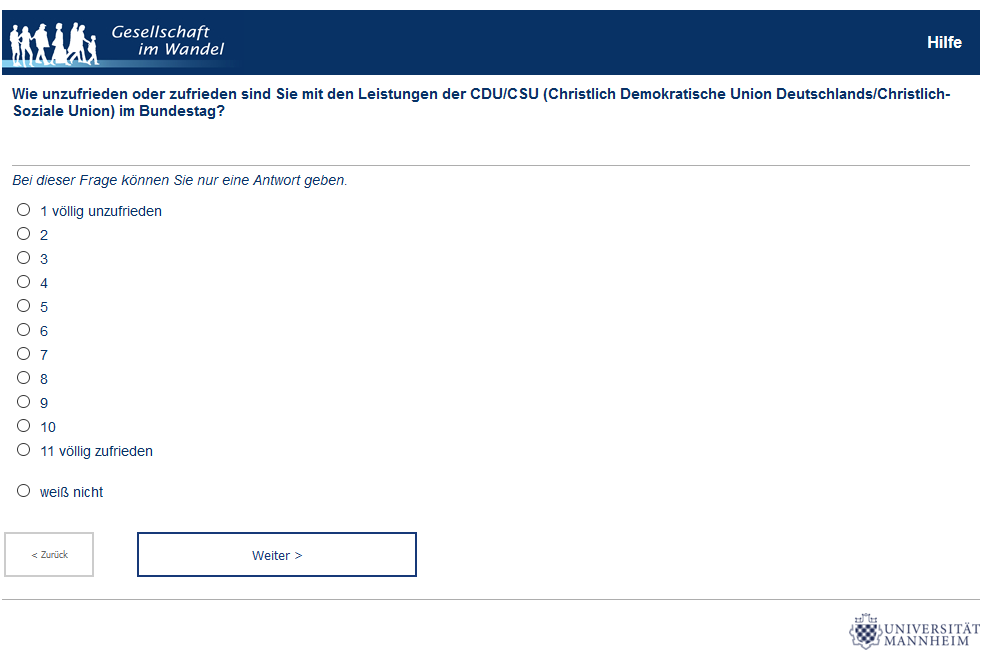 Gesellschaft
im Wandel
Hilfe
Wie unzufrieden oder zufrieden sind Sie mit den Leistungen der CDU/CSU (Christlich Demokratische Union Deutschlands/Christlich-
Soziale Union) im Bundestag?
Bei dieser Frage können Sie nur eine Antwort geben.
1 völlig unzufrieden
2
3
4
5
6
7
8
9
10
11 völlig zufrieden
weiß nicht
< Zurück
Weiter >
UNIVERSITÄT
MANNHEIM